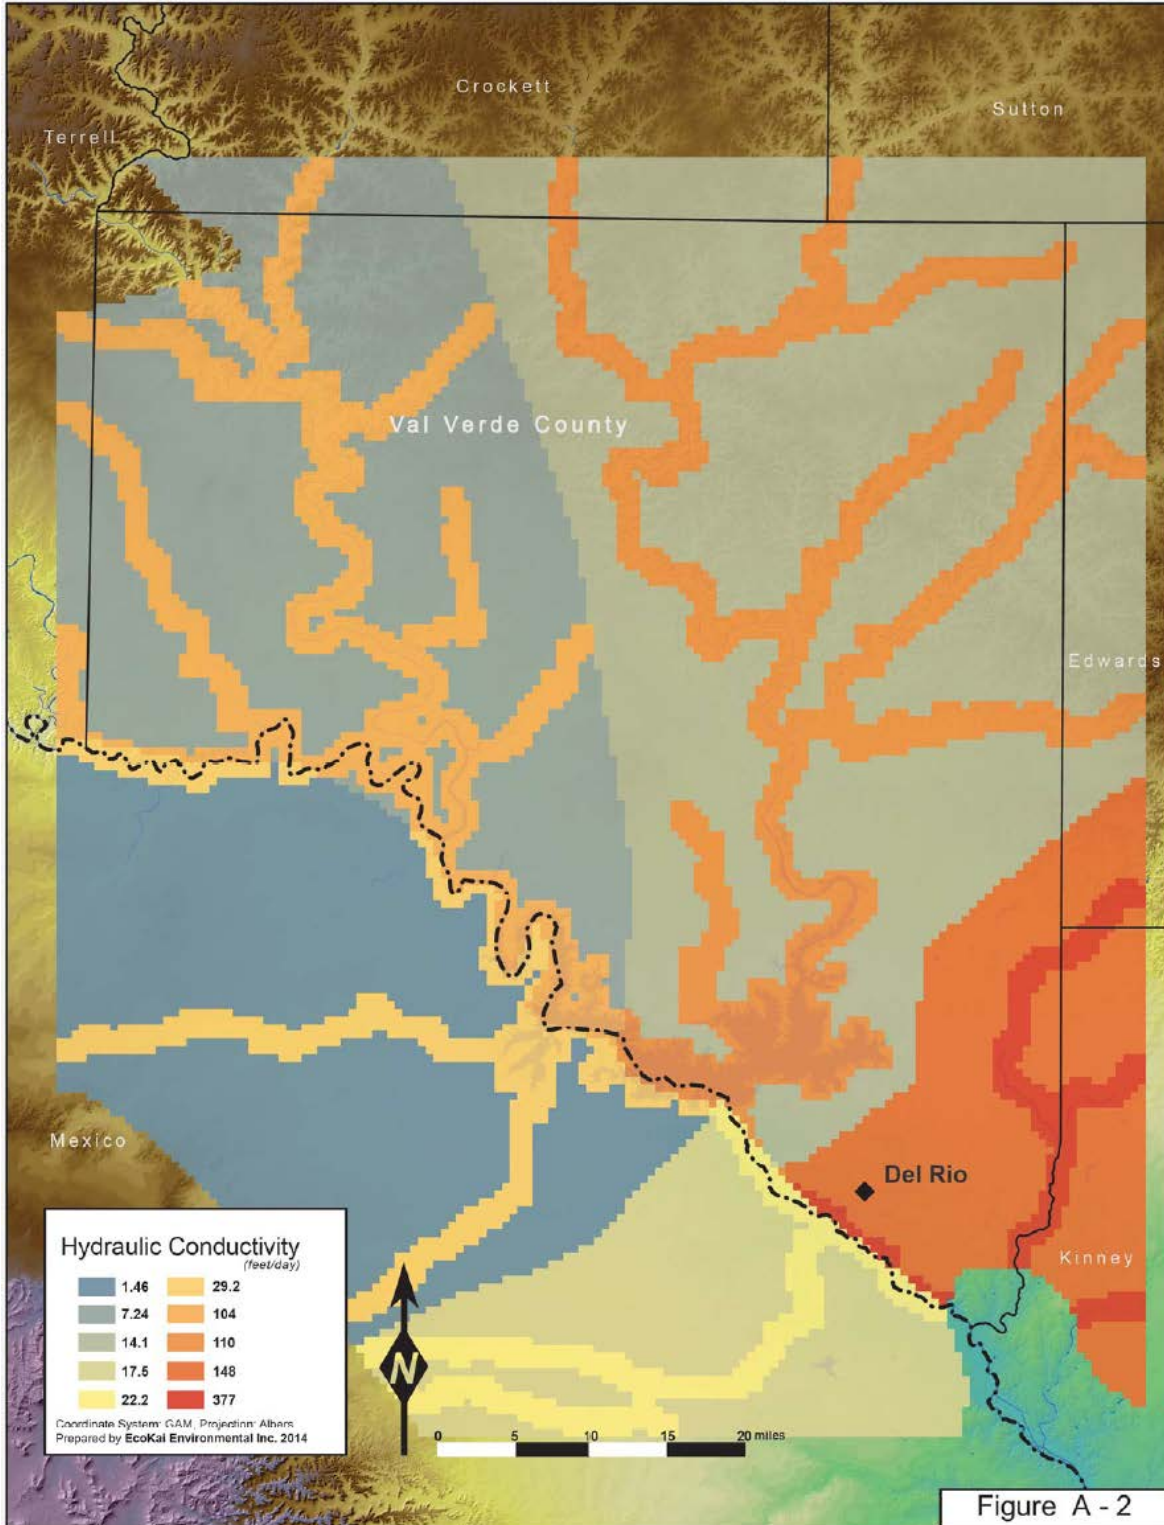 Crockett
Sutton
Terrell
Val Verde County
Edwards
Mexico
Del Rio
Kinney
Hydraulic Conductivity
(feet/day)
1.46 29.2
7.24 104
14.1 110
17.5 148
22.2 377
Coordinate System: GAM, Projection: Albers
Prepared by EcoKai Environmental Inc. 2014
N
0 5 10 15 20 miles
Figure A - 2